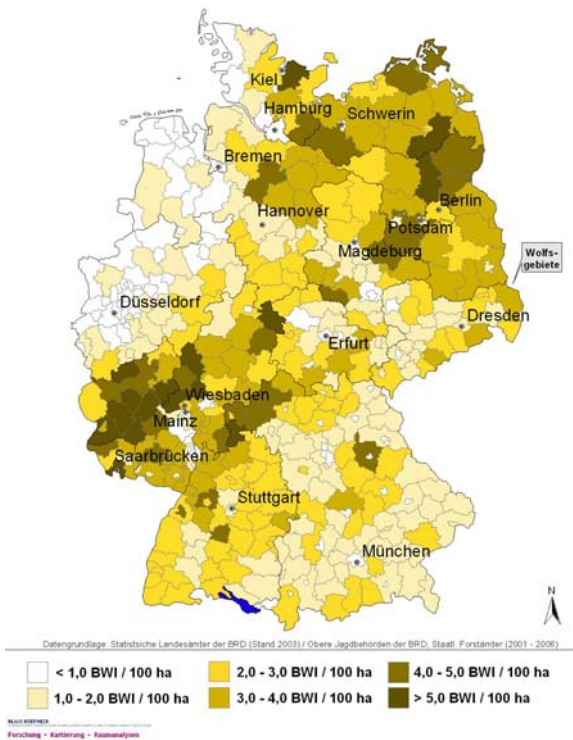 Kiel
Hamburg
Schwerin
Bremen
Berlin
Hannover
Potsdam
Magdeburg
Wolfs-
gebiete
Düsseldorf
Dresden
Erfurt
Wiesbaden
Mainz
Saarbrücken
Stuttgart
München
N
Datengrundlage: Statistsiche Landesämter der BRD (Stand 2003) / Obere Jagdbehörden der BRD, Staatl. Forstämter (2001 - 2006)
< 1,0 BWI / 100 ha
2,0 - 3,0 BWI / 100 ha
4,0 - 5,0 BWI / 100 ha
1,0 - 2,0 BWI / 100 ha
3,0 - 4,0 BWI / 100 ha
> 5,0 BWI / 100 ha
Forschung - Kartierung - Raumanalysen